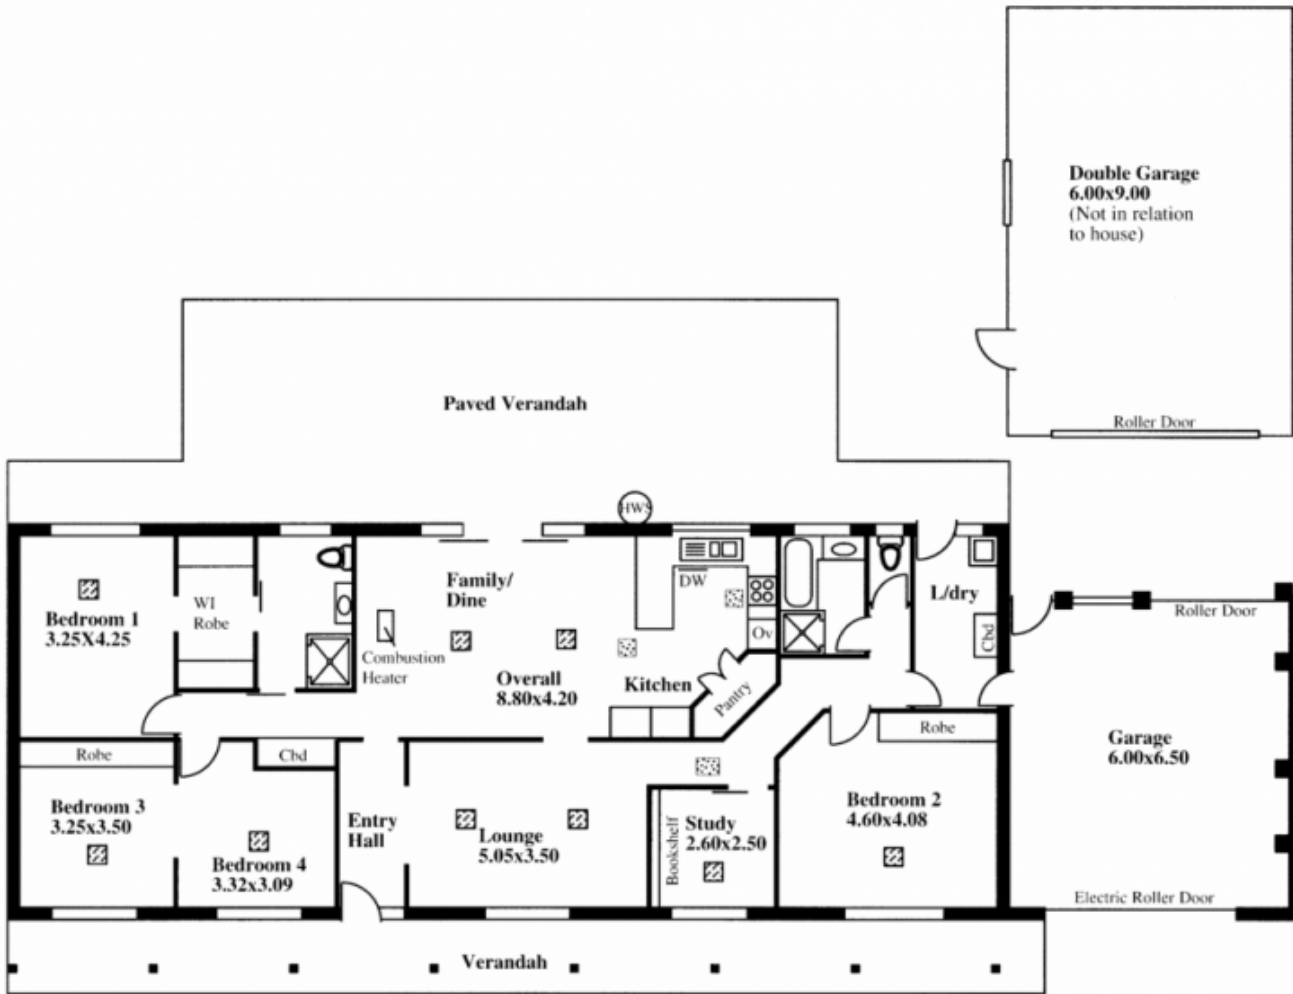 Double Garage
6.00x9.00
(Not in relation
to house)
Roller Door
Paved Verandah
HWS
Bedroom 1
3.25X4.25
WI
Robe
Combustion
Heater
Family/
Dine
Overall
8.80x4.20
DW
Ov
Kitchen
Pantry
L/dry
Cbd
Roller Door
Garage
6.00x6.50
Electric Roller Door
Robe
Bedroom 3
3.25x3.50
Cbd
Bedroom 4
3.32x3.09
Entry
Hall
Lounge
5.05x3.50
Bookshelf
Study
2.60x2.50
Robe
Bedroom 2
4.60x4.08
Verandah